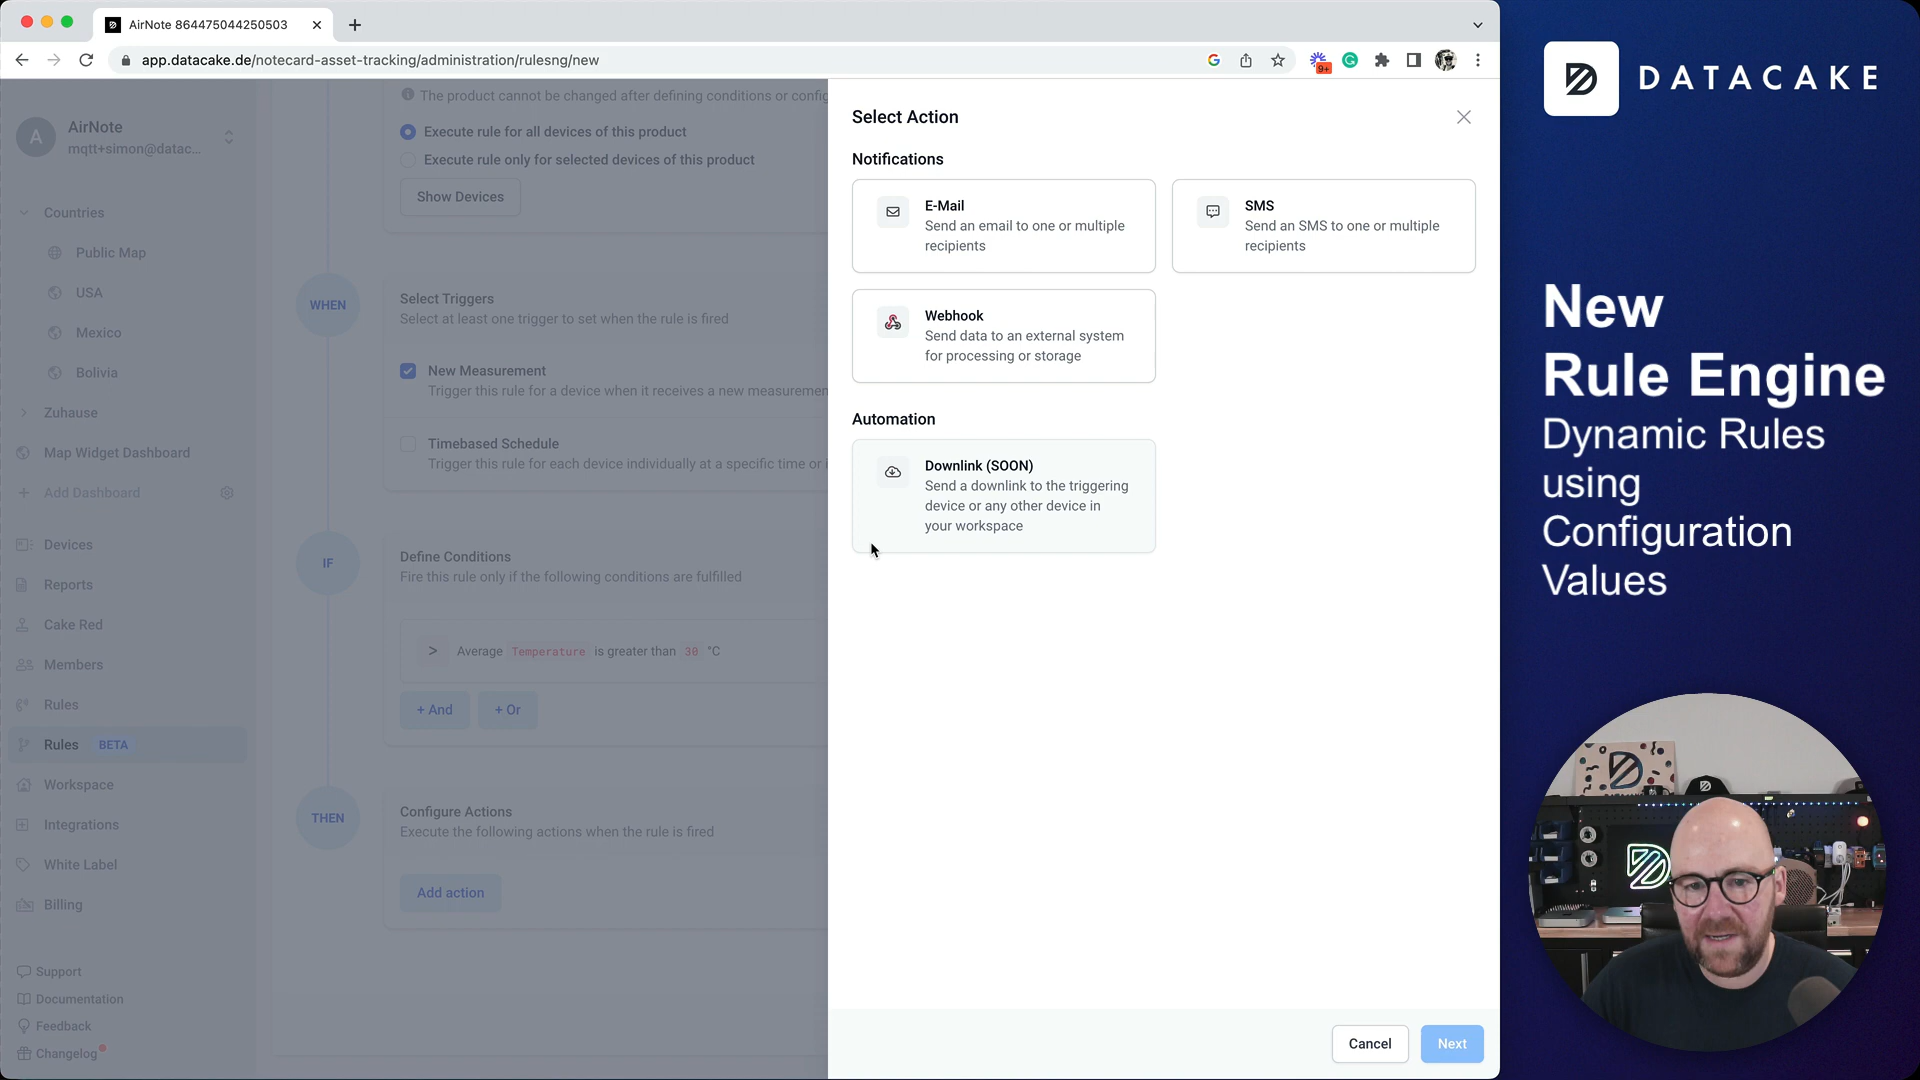 AirNote 864475044250503
app.datacake.de/notecard-asset-tracking/administration/rulesng/new
9+
A
AirNote
mqtt+simon@datac...
Countries
Public Map
USA
Mexico
Bolivia
Zuhause
Map Widget Dashboard
Add Dashboard
Devices
Reports
Cake Red
Members
Rules
Rules BETA
Workspace
Integrations
White Label
Billing
Support
Documentation
Feedback
Changelog
The product cannot be changed after defining conditions or config
Execute rule for all devices of this product
Execute rule only for selected devices of this product
Show Devices
WHEN
Select Triggers
Select at least one trigger to set when the rule is fired
New Measurement
Trigger this rule for a device when it receives a new measuremen
Timebased Schedule
Trigger this rule for each device individually at a specific time or i
IF
Define Conditions
Fire this rule only if the following conditions are fulfilled
> Average Temperature is greater than 30 °C
+ And + Or
THEN
Configure Actions
Execute the following actions when the rule is fired
Add action
Select Action
Notifications
E-Mail
Send an email to one or multiple
recipients
SMS
Send an SMS to one or multiple
recipients
Webhook
Send data to an external system
for processing or storage
Automation
Downlink (SOON)
Send a downlink to the triggering
device or any other device in
your workspace
Cancel
Next
DATACAKE
New
Rule Engine
Dynamic Rules
using
Configuration
Values